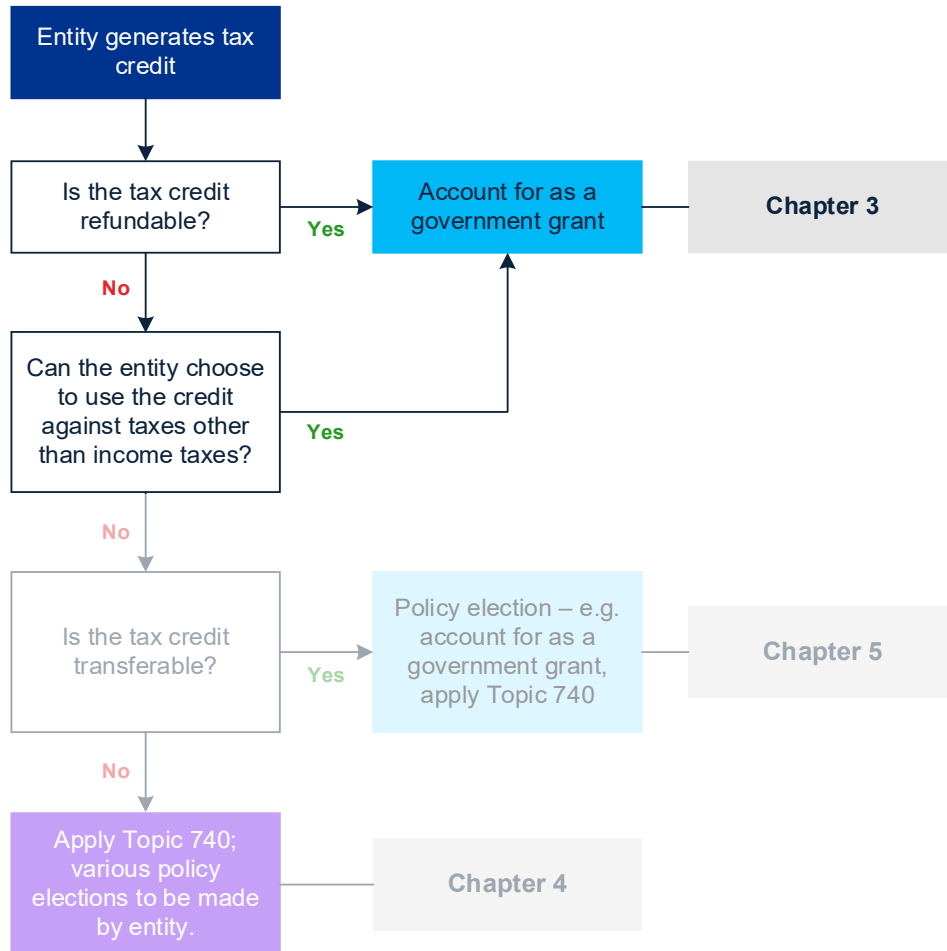 Entity generates tax
credit
Is the tax credit
refundable?
Yes
Account for as a
government grant
Chapter 3
No
Can the entity choose
to use the credit
against taxes other
than income taxes?
Yes
No
Is the tax credit
transferable?
Yes
Policy election – e.g.
account for as a
government grant,
apply Topic 740
Chapter 5
No
Apply Topic 740;
various policy
elections to be made
by entity.
Chapter 4